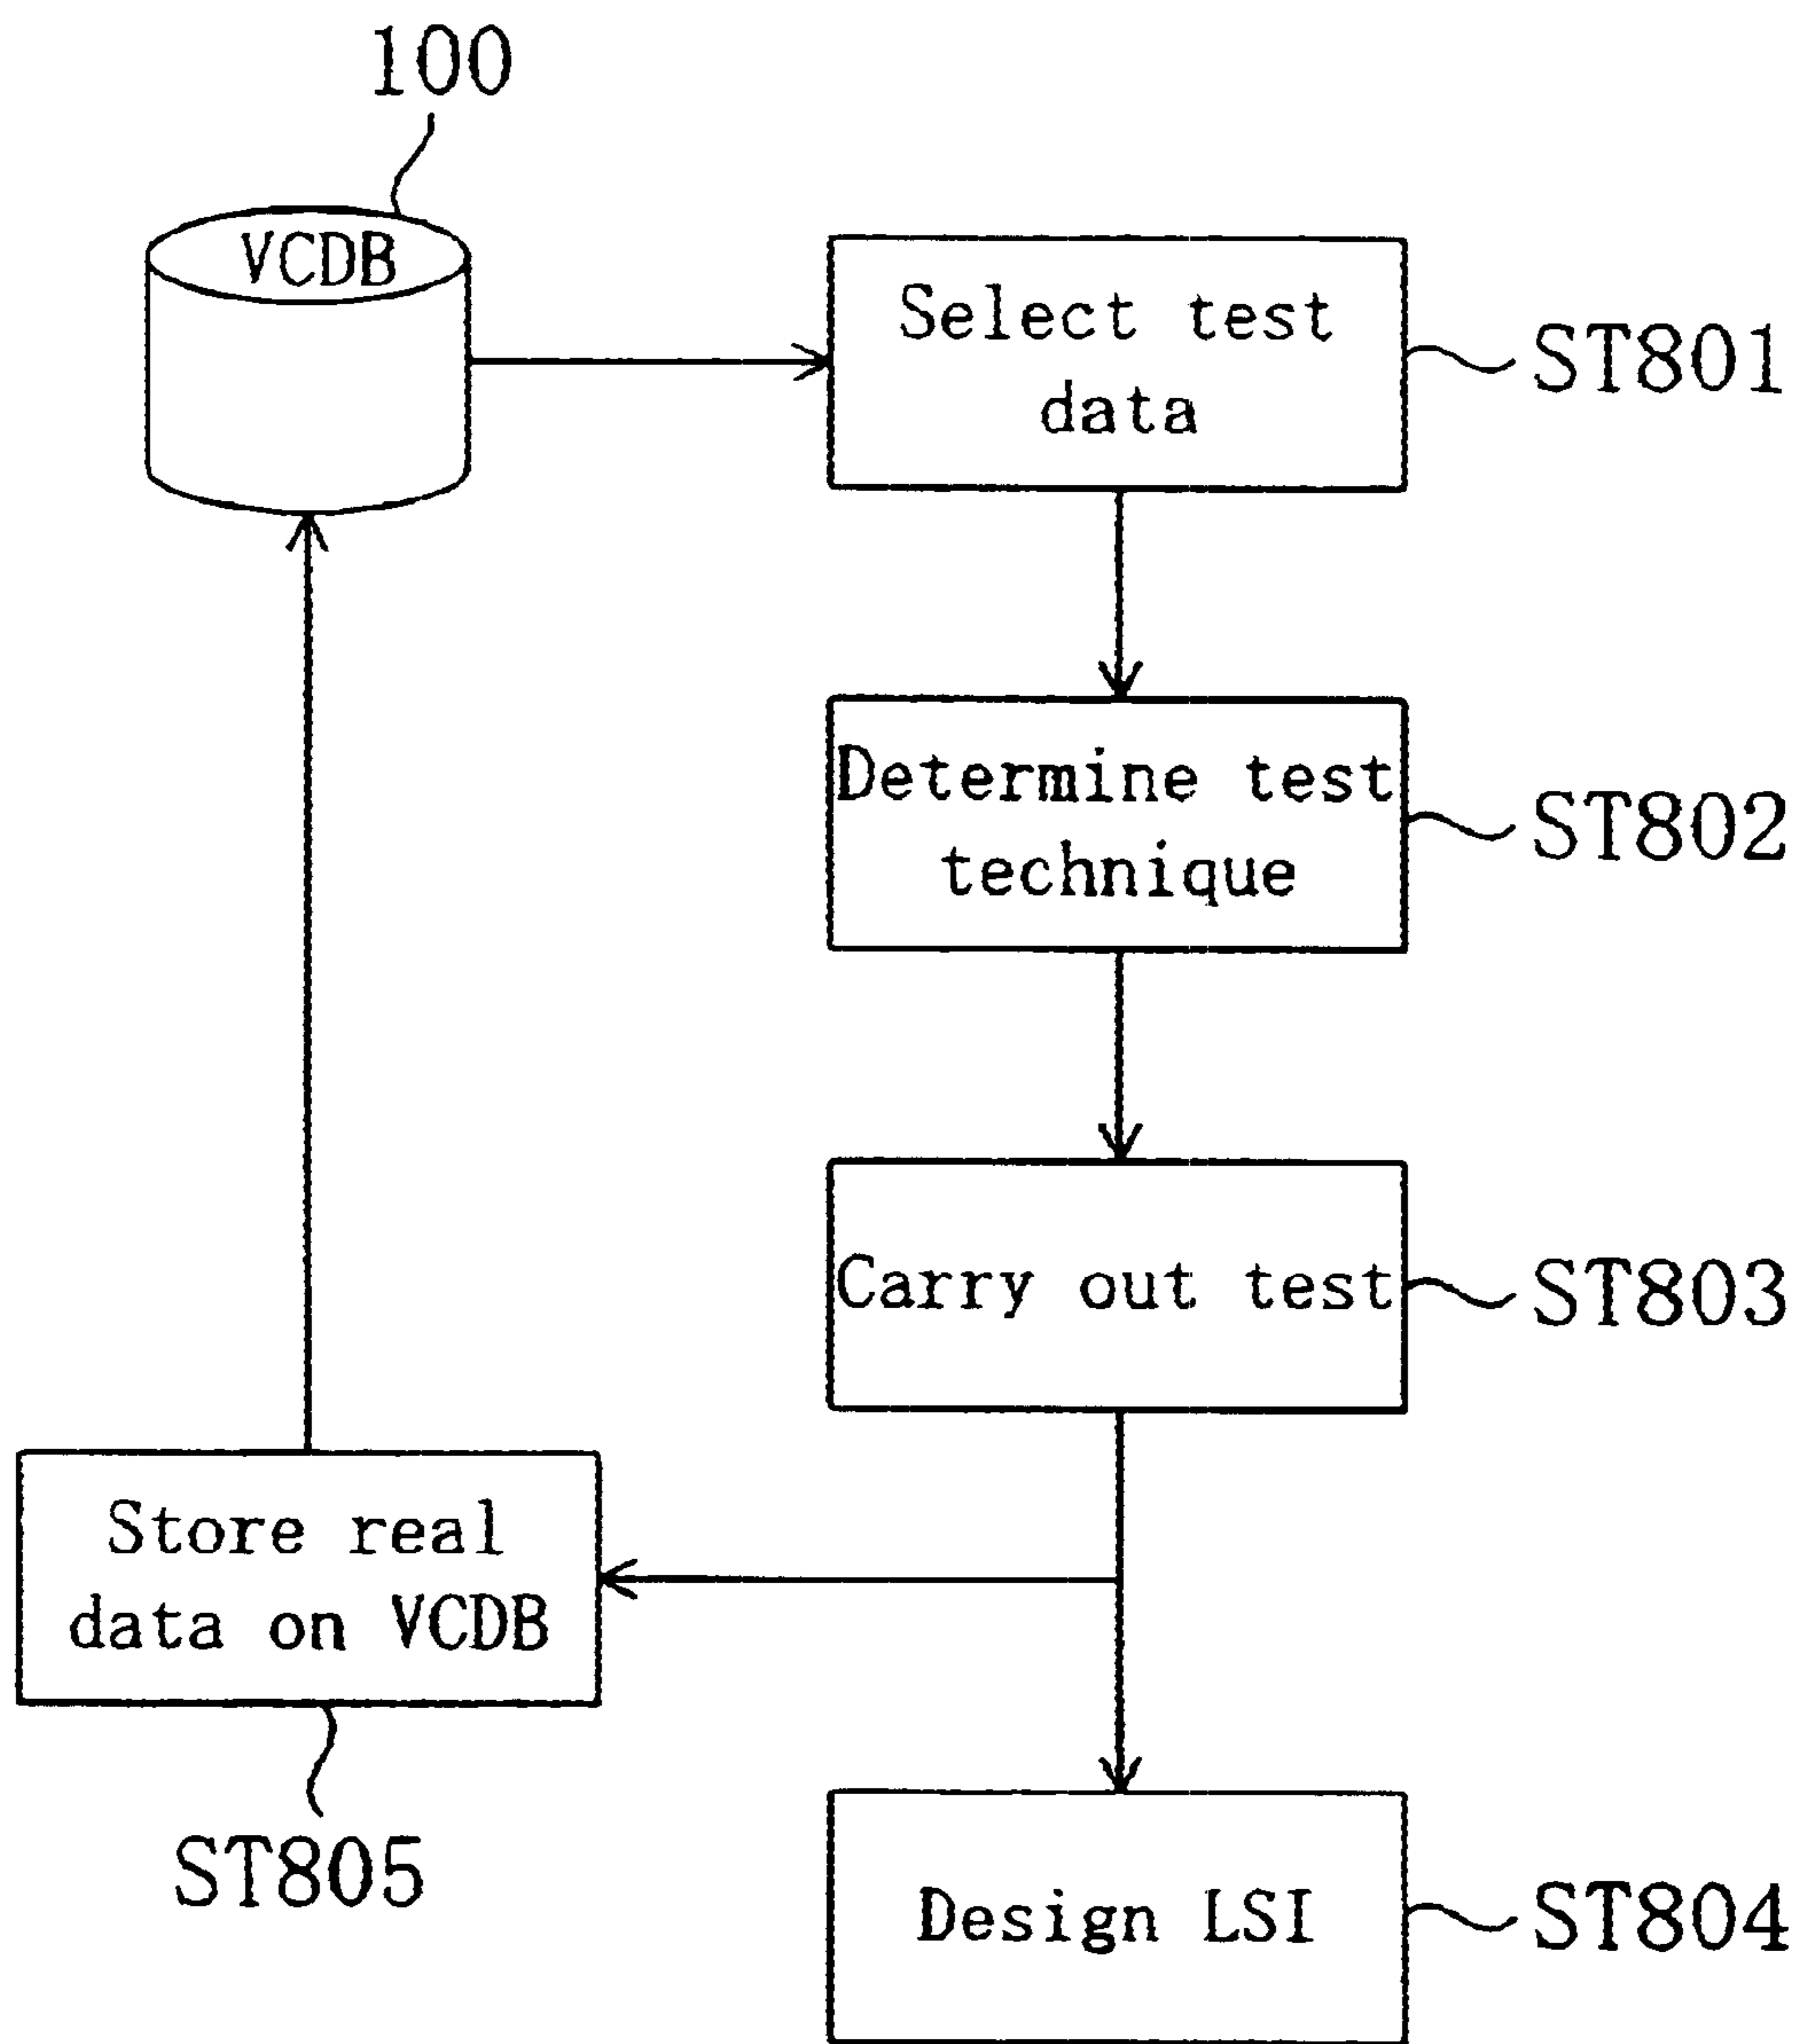 100
VCDB
Select test
data
ST801
Determine test
technique
ST802
Carry out test
ST803
Store real
data on VCDB
ST805
Design LSI
ST804